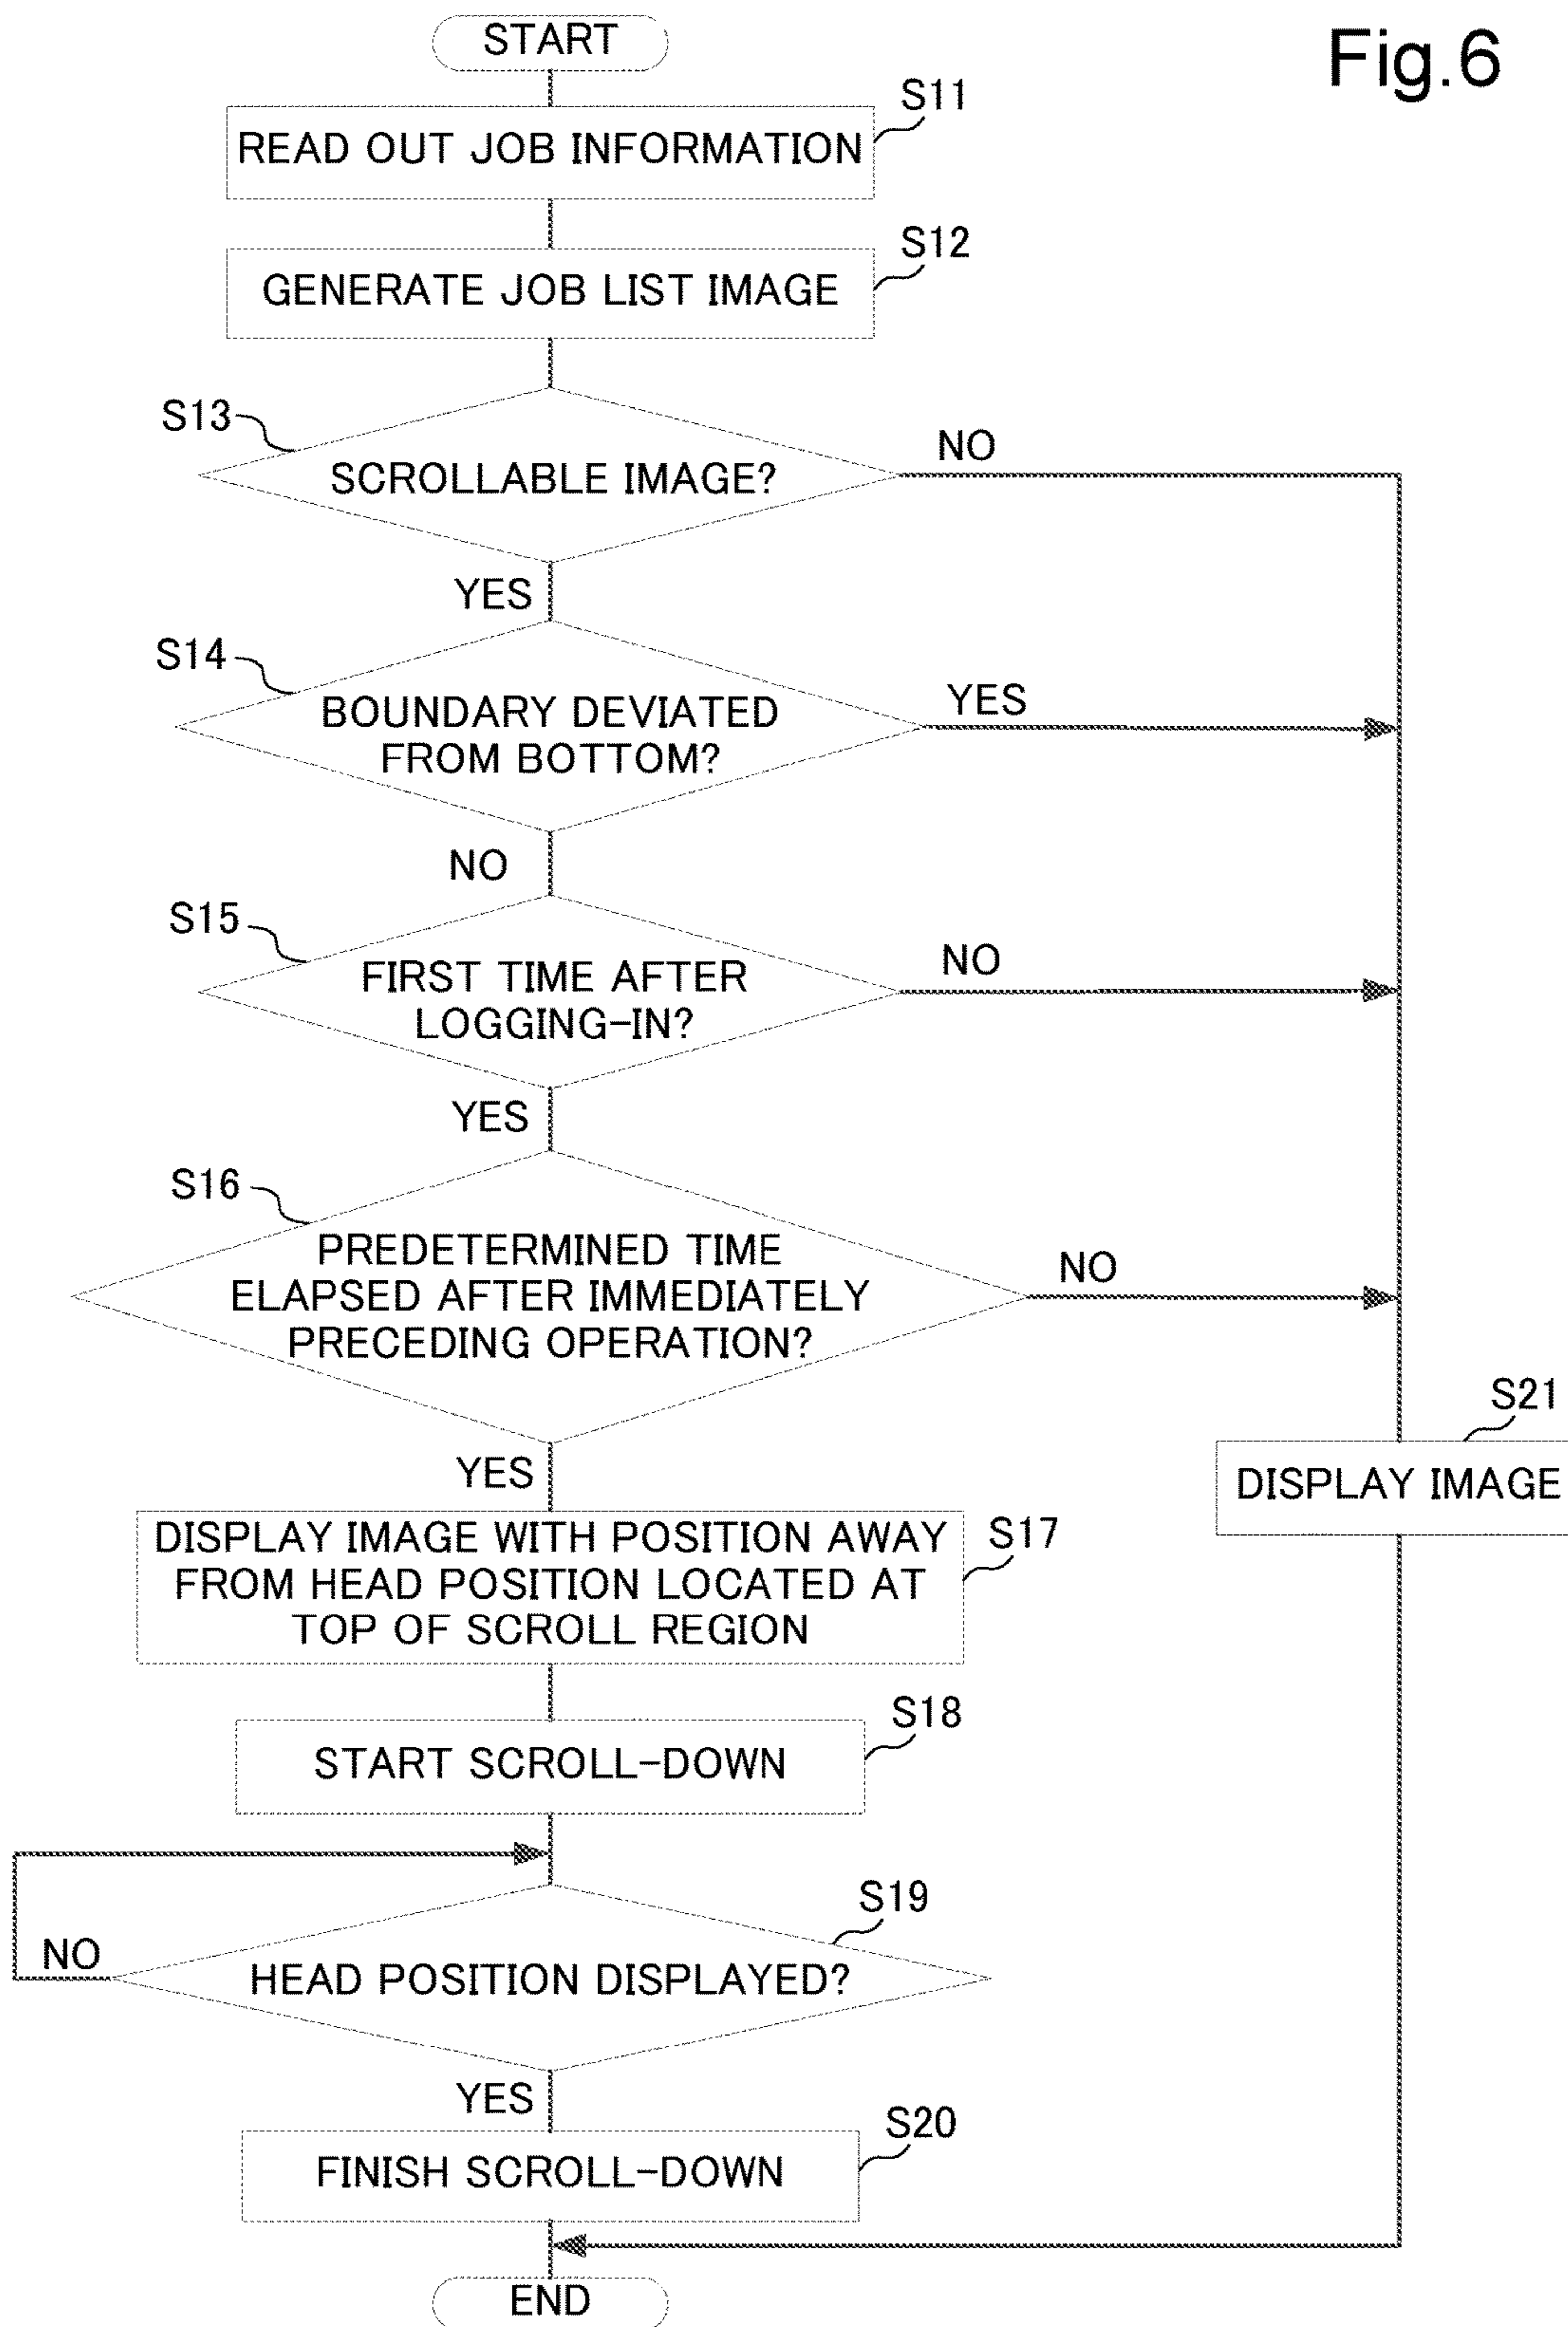 Fig.6
START
S11
READ OUT JOB INFORMATION
S12
GENERATE JOB LIST IMAGE
S13
SCROLLABLE IMAGE?
NO
YES
S14
BOUNDARY DEVIATED
FROM BOTTOM?
YES
NO
S15
FIRST TIME AFTER
LOGGING-IN?
NO
YES
S16
PREDETERMINED TIME
ELAPSED AFTER IMMEDIATELY
PRECEDING OPERATION?
NO
YES
S21
DISPLAY IMAGE
S17
DISPLAY IMAGE WITH POSITION AWAY
FROM HEAD POSITION LOCATED AT
TOP OF SCROLL REGION
S18
START SCROLL-DOWN
S19
HEAD POSITION DISPLAYED?
NO
YES
S20
FINISH SCROLL-DOWN
END